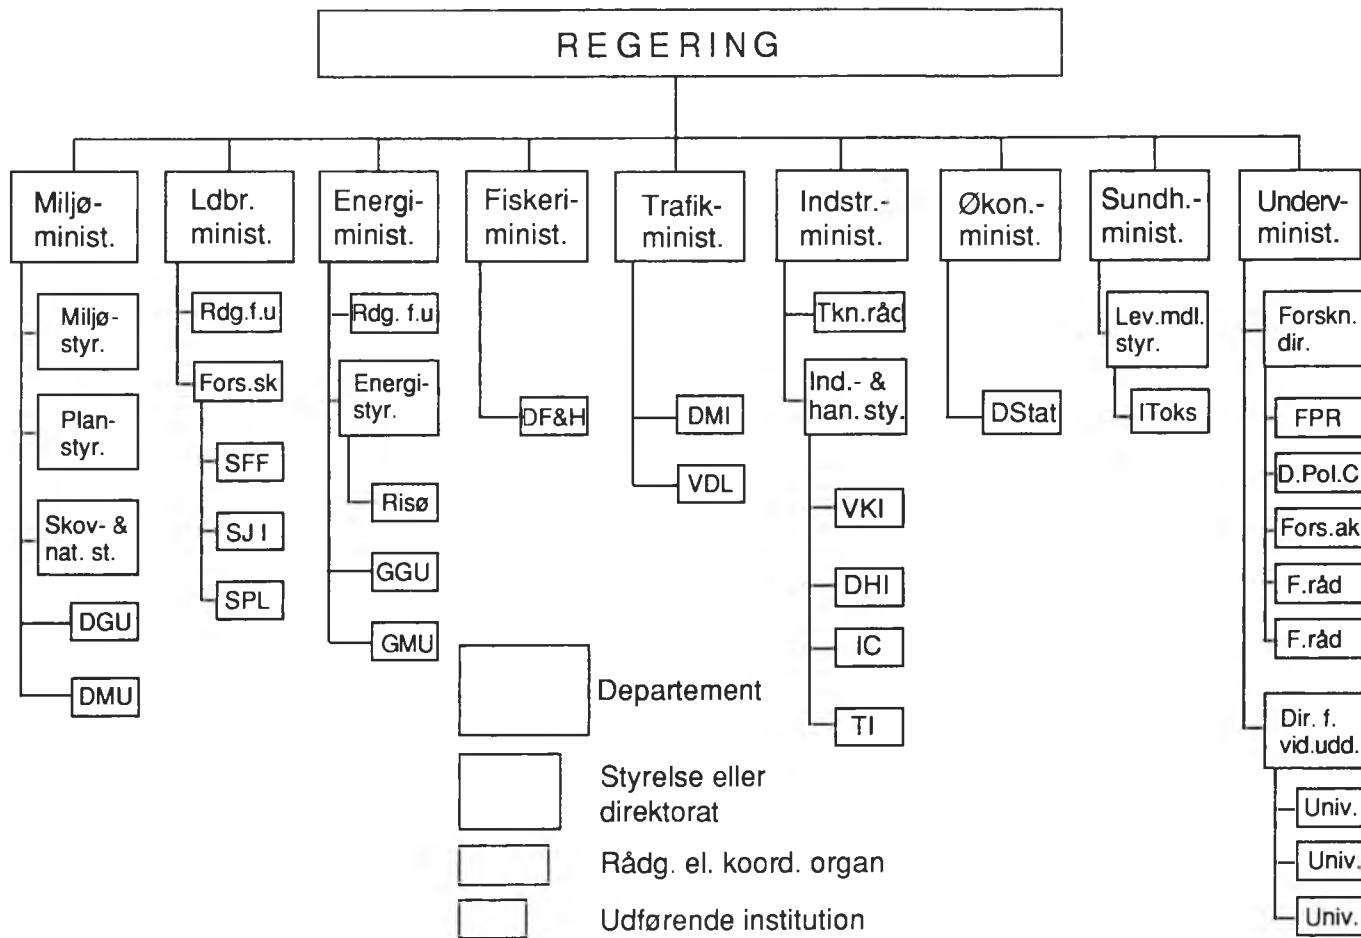 REGERING
Miljø-
minist.
Ldbr.
minist.
Energi-
minist.
Fiskeri-
minist.
Trafik-
minist.
Indstr.-
minist.
Økon.-
minist.
Sundh.-
minist.
Underv-
minist.
Miljø-
styr.
Plan-
styr.
Skov- &
nat. st.
DGU
DMU
Rdg.f.u
Fors.sk
SFF
SJI
SPL
Rdg. f.u
Energi-
styr.
Risø
GGU
GMU
DF&H
DMI
VDL
Tkn.råd
Ind.- &
han. sty.
VKI
DHI
IC
TI
DStat
Lev.mdl.
styr.
IToks
Forskn.
dir.
FPR
D.Pol.C
Fors.ak
F.råd
F.råd
Dir. f.
vid.udd.
Univ.
Univ.
Univ.
Departement
Styrelse eller
direktorat
Rådg. el. koord. organ
Udførende institution